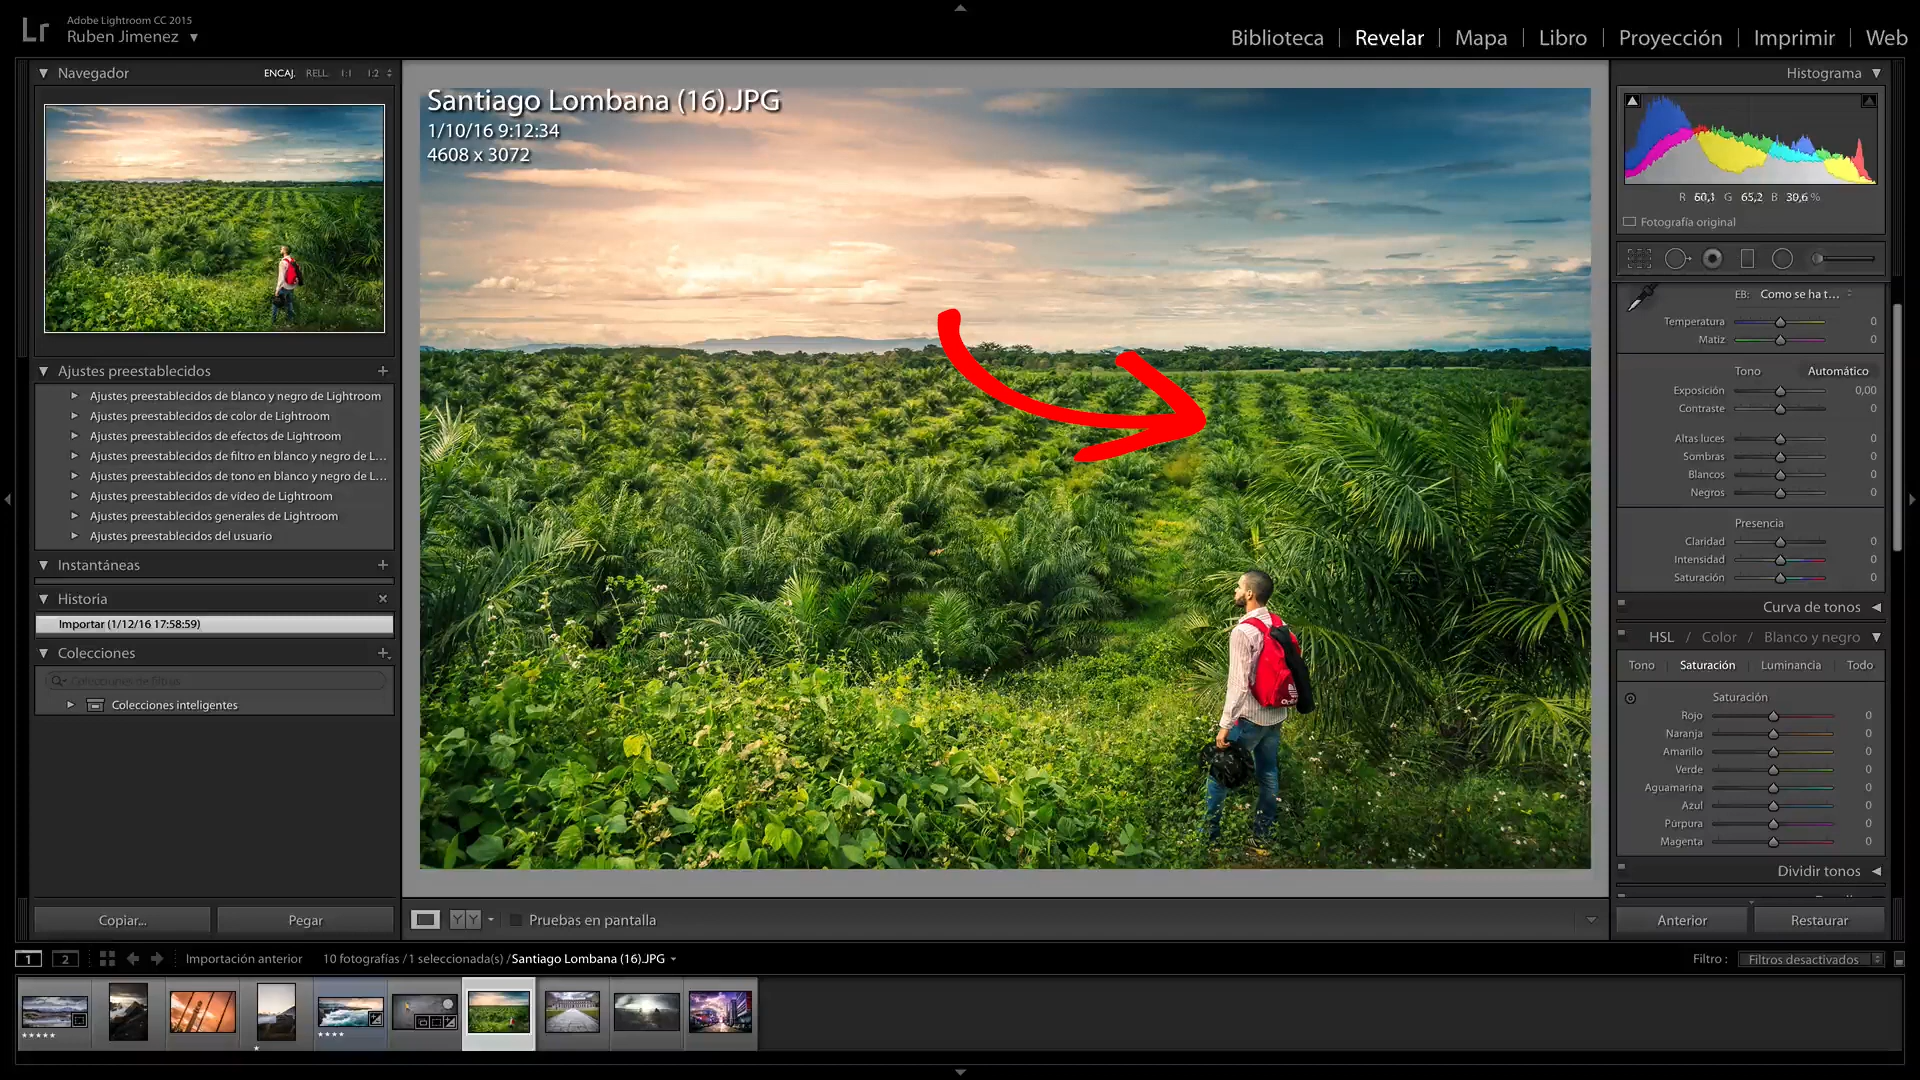 Lr
Adobe Lightroom CC 2015
Ruben Jimenez
Biblioteca | Revelar | Mapa | Libro | Proyección | Imprimir | Web
Navegador
ENCAJ. RELL. 1:1 1:2
Santiago Lombana (16).JPG
1/10/16 9:12:34
4608 x 3072
Ajustes preestablecidos
Ajustes preestablecidos de blanco y negro de Lightroom
Ajustes preestablecidos de color de Lightroom
Ajustes preestablecidos de efectos de Lightroom
Ajustes preestablecidos de filtro en blanco y negro de L...
Ajustes preestablecidos de tono en blanco y negro de L...
Ajustes preestablecidos de vídeo de Lightroom
Ajustes preestablecidos generales de Lightroom
Ajustes preestablecidos del usuario
Instantáneas
Historia
Importar (1/12/16 17:58:59)
Colecciones
Colecciones de filtros
Colecciones inteligentes
Copiar...
Pegar
Y Y
Pruebas en pantalla
Histograma
R 60,1 G 65,2 B 30,6 %
Fotografía original
EB: Como se ha t...
Temperatura 0
Matiz 0
Tono Automático
Exposición 0,00
Contraste 0
Altas luces 0
Sombras 0
Blancos 0
Negros 0
Presencia
Claridad 0
Intensidad 0
Saturación 0
Curva de tonos
HSL / Color / Blanco y negro
Tono Saturación Luminancia Todo
Saturación
Rojo 0
Naranja 0
Amarillo 0
Verde 0
Aguamarina 0
Azul 0
Púrpura 0
Magenta 0
Dividir tonos
Anterior
Restaurar
1 2 Importación anterior 10 fotografías /1 seleccionada(s) /Santiago Lombana (16).JPG
Filtro : Filtros desactivados